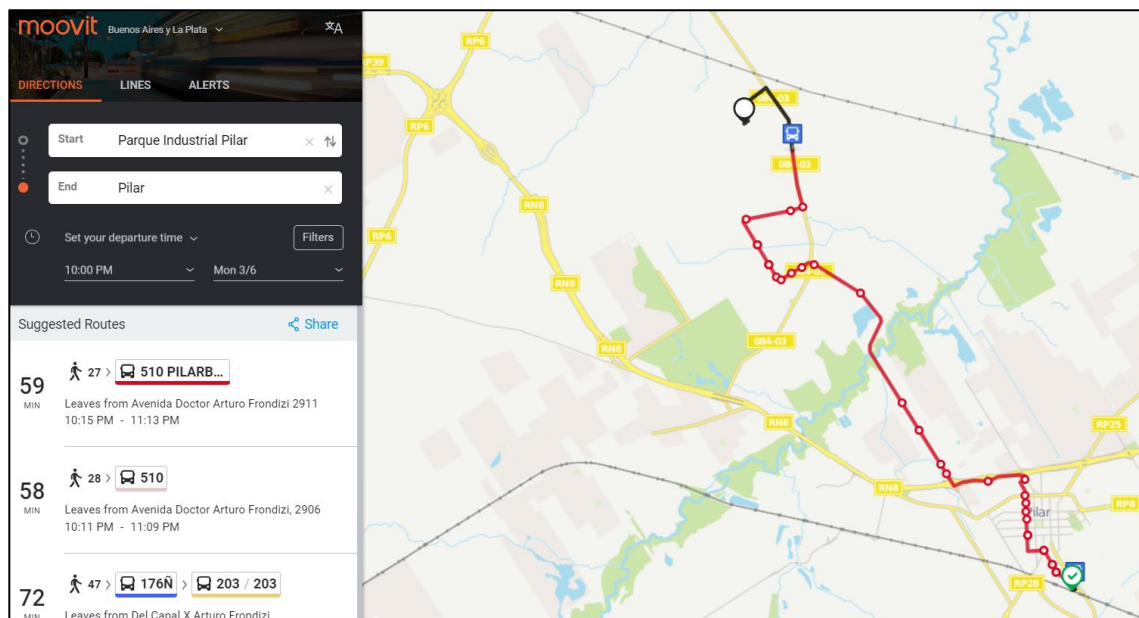 moovit Buenos Aires y La Plata
DIRECTIONS LINES ALERTS
Start Parque Industrial Pilar
End Pilar
Set your departure time Filters
10:00 PM Mon 3/6
Suggested Routes Share
59 MIN
27 > 510 PILARB...
Leaves from Avenida Doctor Arturo Frondizi 2911
10:15 PM - 11:13 PM
58 MIN
28 > 510
Leaves from Avenida Doctor Arturo Frondizi, 2906
10:11 PM - 11:09 PM
72 MIN
47 > 176Ñ > 203 / 203
Leaves from Del Canal X Arturo Frondizi
RP6
RP39
RP6
084-03
084-03
RP6
RN8
084-03
RN8
RN8
RP25
RN8
Pilar
RP8
RP28